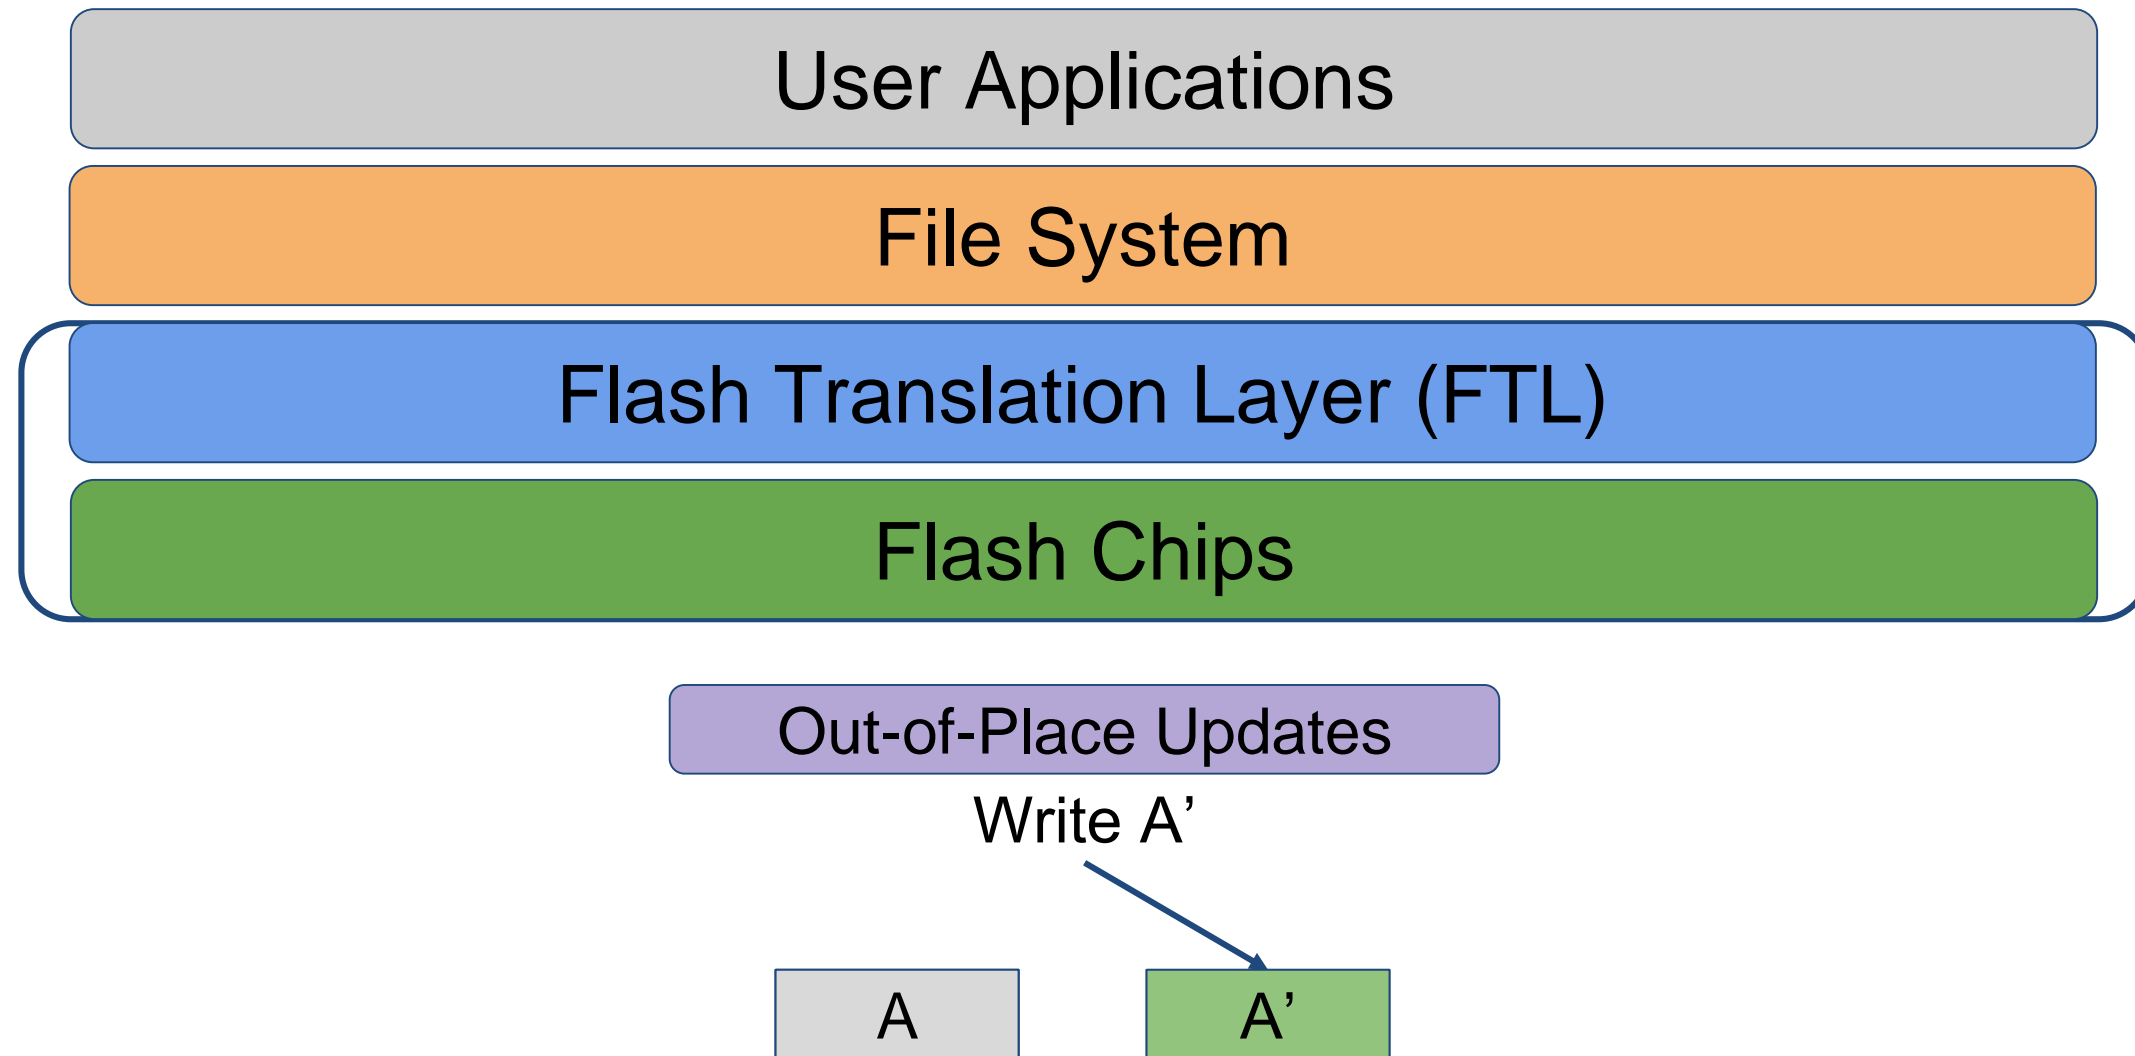 User Applications
File System
Flash Translation Layer (FTL)
Flash Chips
Out-of-Place Updates
Write A’
A
A’